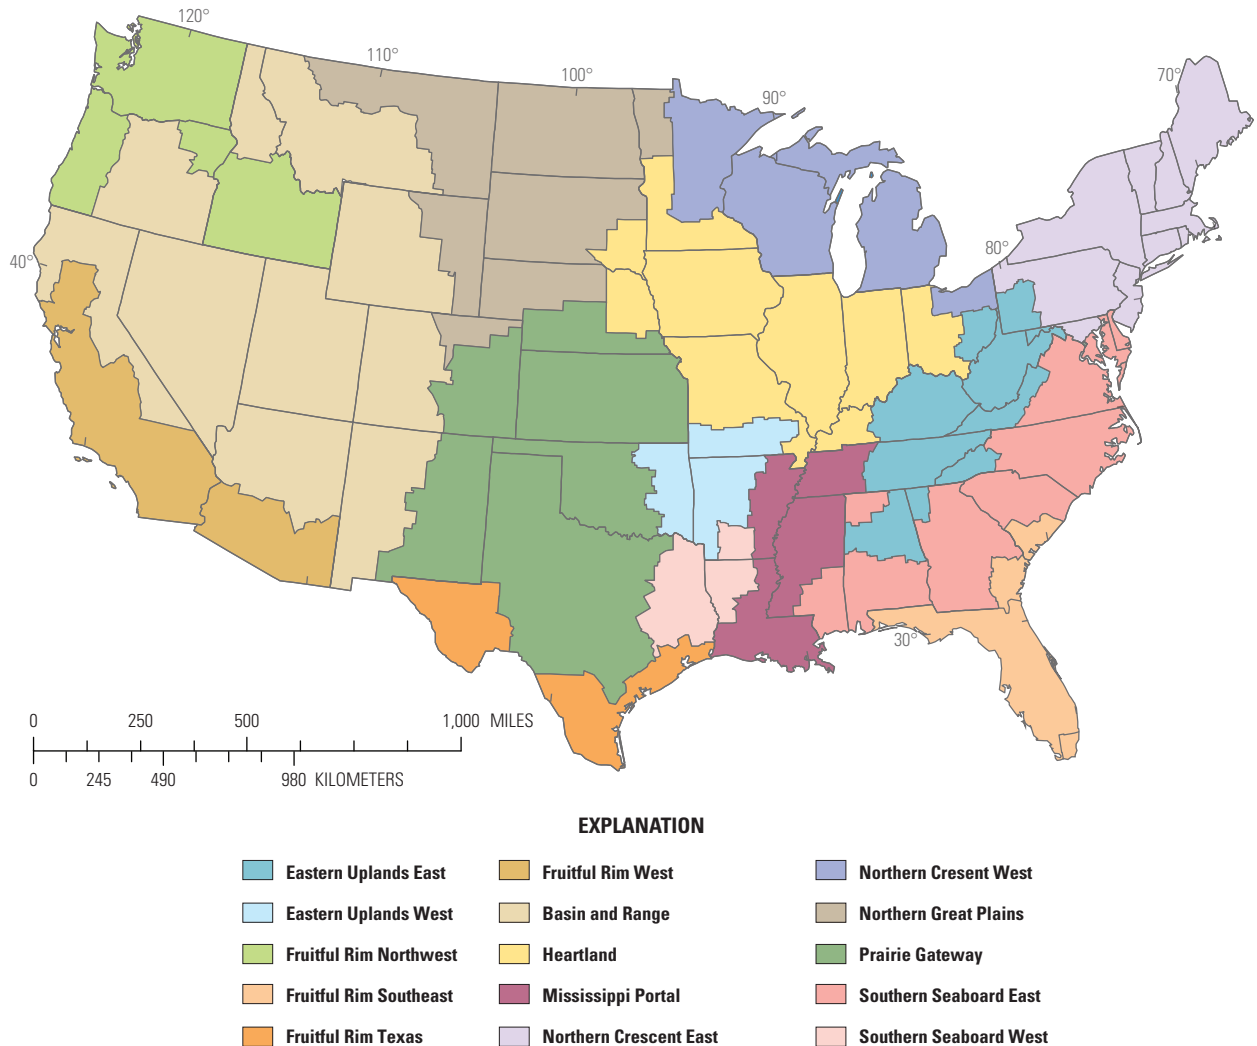 120°
110°
100°
90°
70°
80°
40°
30°
0 250 500 1,000 MILES
0 245 490 980 KILOMETERS
EXPLANATION
Eastern Uplands East
Eastern Uplands West
Fruitful Rim Northwest
Fruitful Rim Southeast
Fruitful Rim Texas
Fruitful Rim West
Basin and Range
Heartland
Mississippi Portal
Northern Crescent East
Northern Cresent West
Northern Great Plains
Prairie Gateway
Southern Seaboard East
Southern Seaboard West